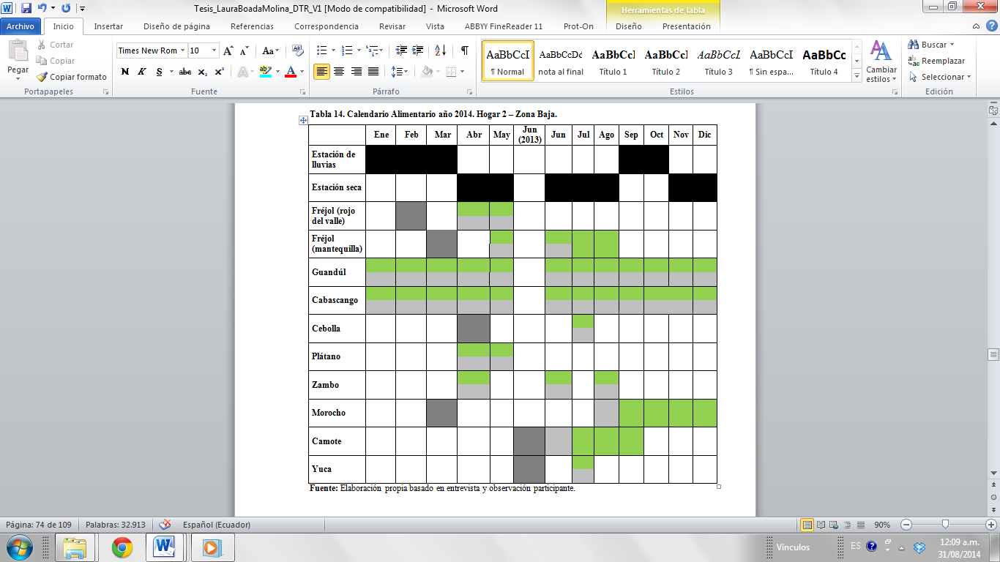 Tesis_LauraBoadaMolina_DTR_V1 [Modo de compatibilidad] - Microsoft Word
Herramientas de tabla
Archivo Inicio Insertar Diseño de página Referencias Correspondencia Revisar Vista ABBYY FineReader 11 Prot-On Diseño Presentación
Pegar
Cortar
Copiar
Copiar formato
Portapapeles
Times New Rom 10
N K S abc x₂ x²
Fuente
Párrafo
AaBbCcI AaBbCcDd AaBbCcI AaBbCcI AaBbCcI AaBbCcI AaBbCc
¶ Normal nota al final Título 1 Título 2 Título 3 ¶ Sin espa... Título 4
Estilos
Cambiar
estilos
Buscar
Reemplazar
Seleccionar
Edición
Tabla 14. Calendario Alimentario año 2014. Hogar 2 – Zona Baja.
Ene Feb Mar Abr May Jun (2013) Jun Jul Ago Sep Oct Nov Dic
Estación de
lluvias
Estación seca
Fréjol (rojo
del valle)
Fréjol
(mantequilla)
Guandúl
Cabascango
Cebolla
Plátano
Zambo
Morocho
Camote
Yuca
Fuente: Elaboración propia basado en entrevista y observación participante.
Página: 74 de 109 Palabras: 32.913 Español (Ecuador) 90%
Vínculos ES 12:09 a.m.
31/08/2014